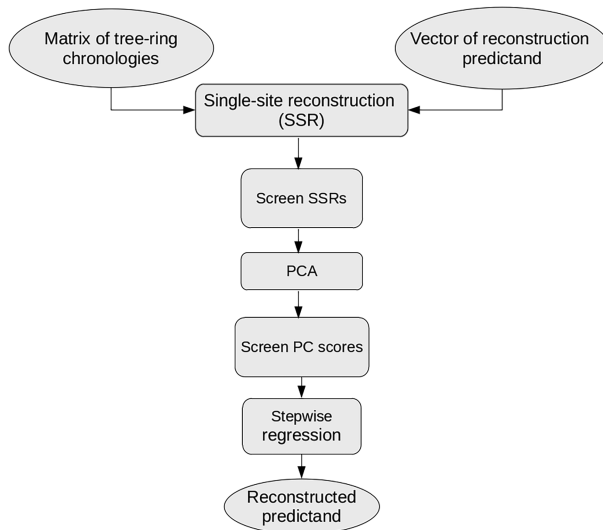 Matrix of tree-ring
chronologies
Vector of reconstruction
predictand
Single-site reconstruction
(SSR)
Screen SSRs
PCA
Screen PC scores
Stepwise
regression
Reconstructed
predictand